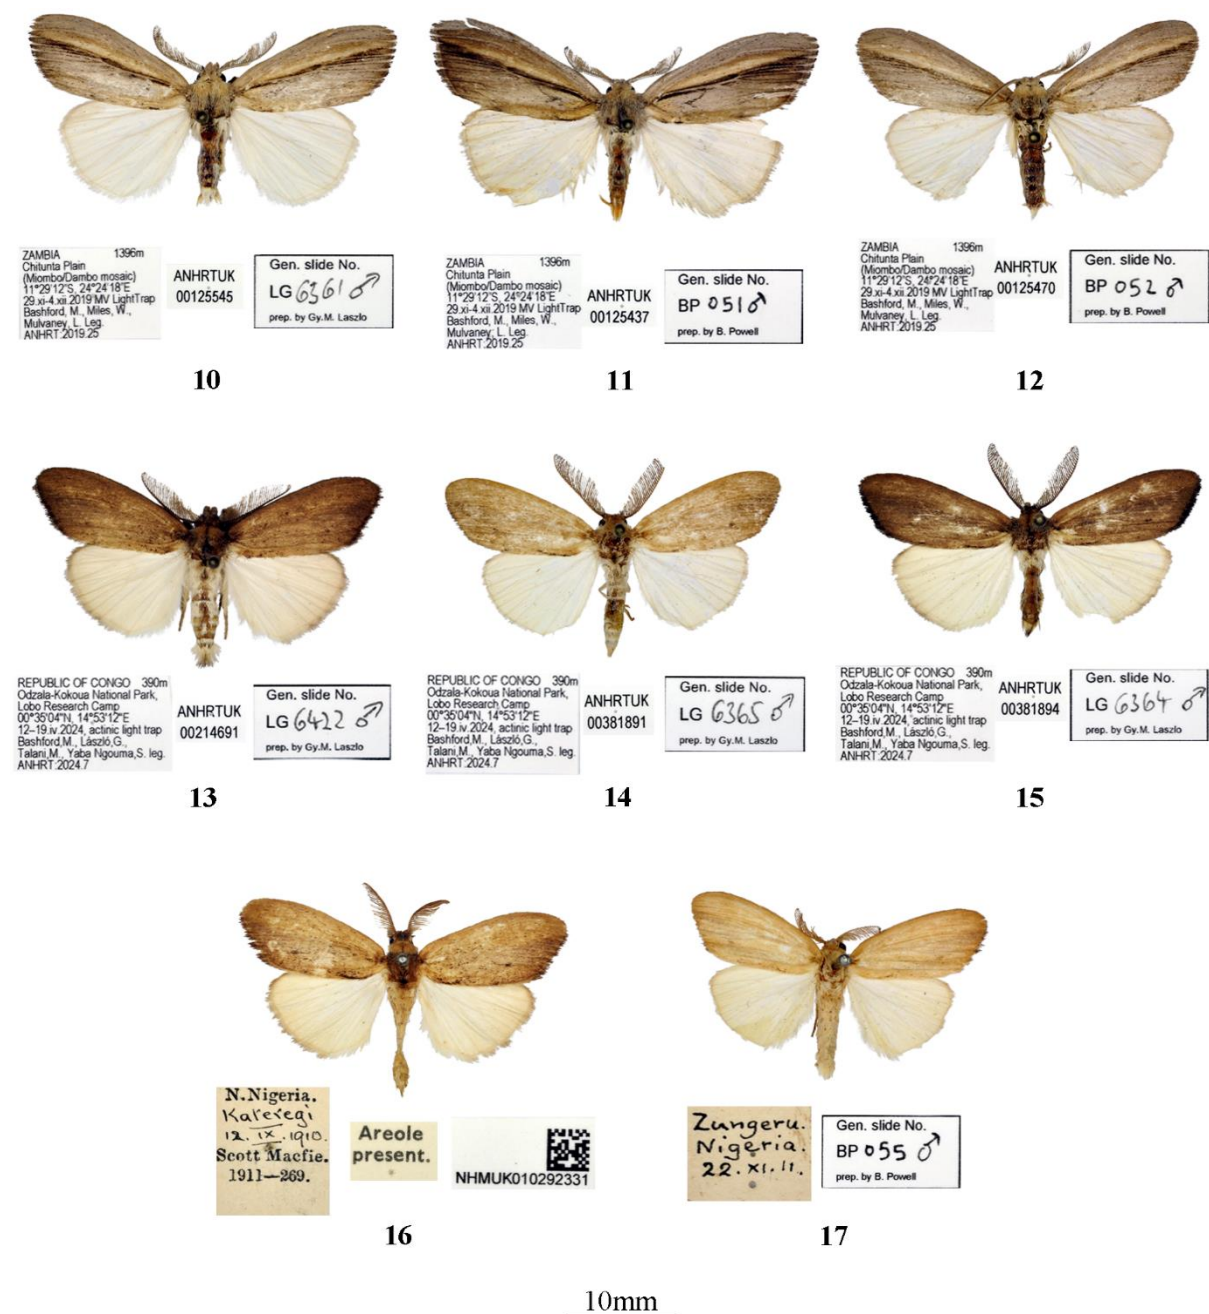 ZAMBIA 1396m
Chitunta Plain
(Miombo/Dambo mosaic)
11°29'12"S, 24°24'18"E
29.xi-4.xii.2019 MV LightTrap
Bashford, M., Miles, W.,
Mulvaney, L. Leg.
ANHRT:2019.25
ANHRTUK
00125545
Gen. slide No.
LG 6361 ♂
prep. by Gy.M. Laszlo
10
ZAMBIA 1396m
Chitunta Plain
(Miombo/Dambo mosaic)
11°29'12"S, 24°24'18"E
29.xi-4.xii.2019 MV LightTrap
Bashford, M., Miles, W.,
Mulvaney, L. Leg.
ANHRT:2019.25
ANHRTUK
00125437
Gen. slide No.
BP 051 ♂
prep. by B. Powell
11
ZAMBIA 1396m
Chitunta Plain
(Miombo/Dambo mosaic)
11°29'12"S, 24°24'18"E
29.xi-4.xii.2019 MV LightTrap
Bashford, M., Miles, W.,
Mulvaney, L. Leg.
ANHRT:2019.25
ANHRTUK
00125470
Gen. slide No.
BP 052 ♂
prep. by B. Powell
12
REPUBLIC OF CONGO 390m
Odzala-Kokoua National Park,
Lobo Research Camp
00°35'04"N, 14°53'12"E
12–19.iv.2024, actinic light trap
Bashford,M., László,G.,
Talani,M., Yaba Ngouma,S. leg.
ANHRT:2024.7
ANHRTUK
00214691
Gen. slide No.
LG 6422 ♂
prep. by Gy.M. Laszlo
13
REPUBLIC OF CONGO 390m
Odzala-Kokoua National Park,
Lobo Research Camp
00°35'04"N, 14°53'12"E
12–19.iv.2024, actinic light trap
Bashford,M., László,G.,
Talani,M., Yaba Ngouma,S. leg.
ANHRT:2024.7
ANHRTUK
00381891
Gen. slide No.
LG 6365 ♂
prep. by Gy.M. Laszlo
14
REPUBLIC OF CONGO 390m
Odzala-Kokoua National Park,
Lobo Research Camp
00°35'04"N, 14°53'12"E
12–19.iv.2024, actinic light trap
Bashford,M., László,G.,
Talani,M., Yaba Ngouma,S. leg.
ANHRT:2024.7
ANHRTUK
00381894
Gen. slide No.
LG 6364 ♂
prep. by Gy.M. Laszlo
15
N.Nigeria.
Kateregi
12.IX.1910.
Scott Macfie.
1911—269.
Areole
present.
NHMUK010292331
16
Zungeru.
Nigeria.
22.XI.11.
Gen. slide No.
BP 055 ♂
prep. by B. Powell
17
10mm